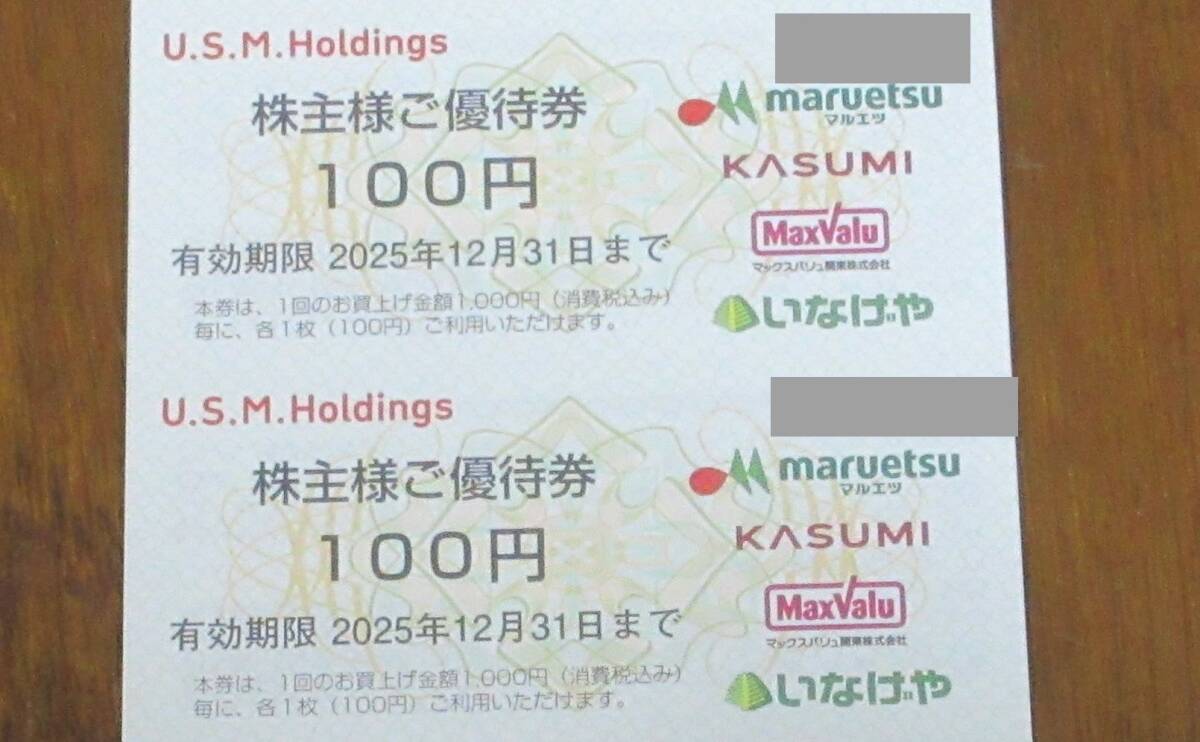 U.S.M.Holdings
株主様ご優待券
100円
有効期限 2025年12月31日まで
本券は、1回のお買上げ金額1,000円（消費税込み）
毎に、各1枚（100円）ご利用いただけます。
maruetsu
マルエツ
KASUMI
MaxValu
マックスバリュ関東株式会社
いなげや
U.S.M.Holdings
株主様ご優待券
100円
有効期限 2025年12月31日まで
本券は、1回のお買上げ金額1,000円（消費税込み）
毎に、各1枚（100円）ご利用いただけます。
maruetsu
マルエツ
KASUMI
MaxValu
マックスバリュ関東株式会社
いなげや